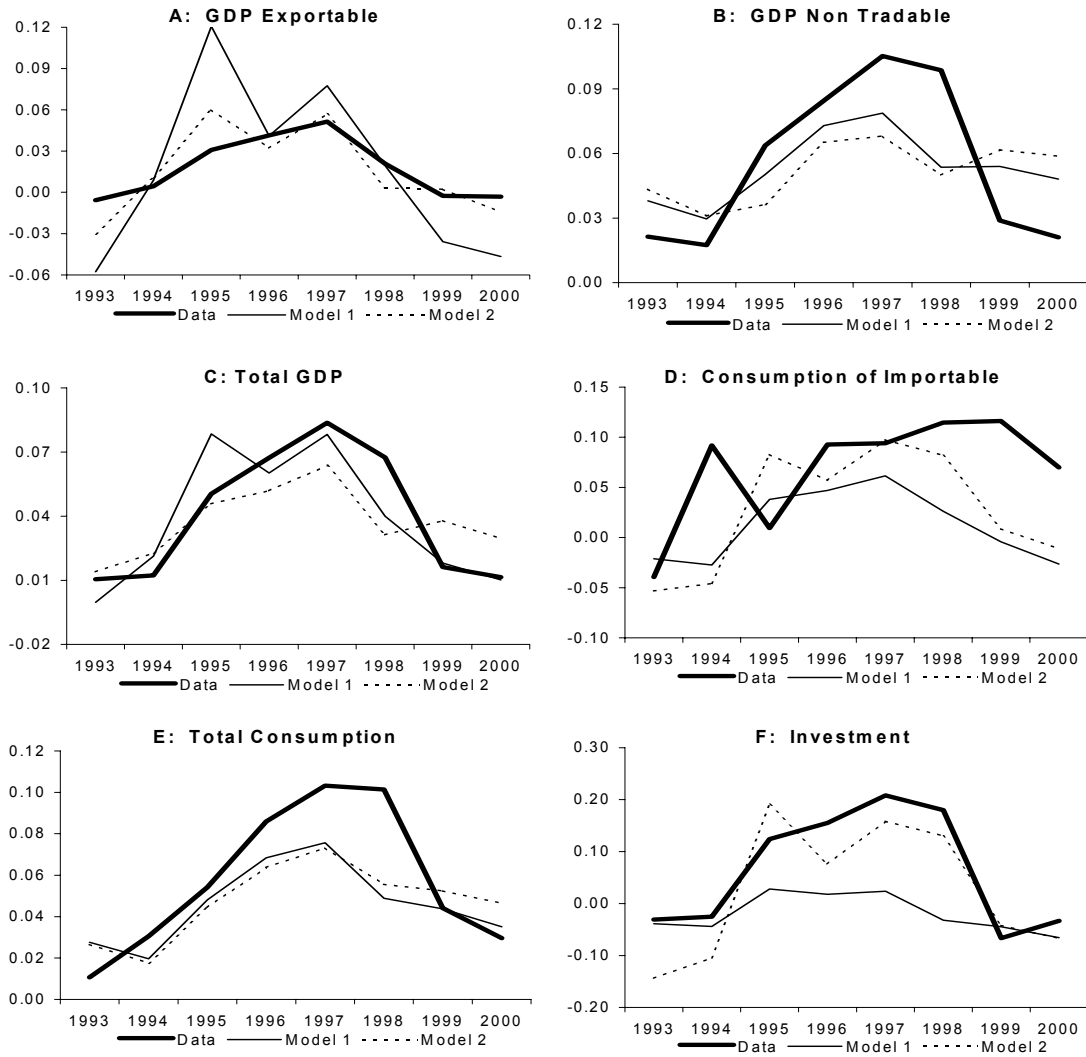 A: GDP Exportable
0.12
0.09
0.06
0.03
0.00
-0.03
-0.06
1993 1994 1995 1996 1997 1998 1999 2000
Data Model 1 Model 2
B: GDP Non Tradable
0.12
0.09
0.06
0.03
0.00
1993 1994 1995 1996 1997 1998 1999 2000
Data Model 1 Model 2
C: Total GDP
0.10
0.07
0.04
0.01
-0.02
1993 1994 1995 1996 1997 1998 1999 2000
Data Model 1 Model 2
D: Consumption of Importable
0.15
0.10
0.05
0.00
-0.05
-0.10
1993 1994 1995 1996 1997 1998 1999 2000
Data Model 1 Model 2
E: Total Consumption
0.12
0.10
0.08
0.06
0.04
0.02
0.00
1993 1994 1995 1996 1997 1998 1999 2000
Data Model 1 Model 2
F: Investment
0.30
0.20
0.10
0.00
-0.10
-0.20
1993 1994 1995 1996 1997 1998 1999 2000
Data Model 1 Model 2